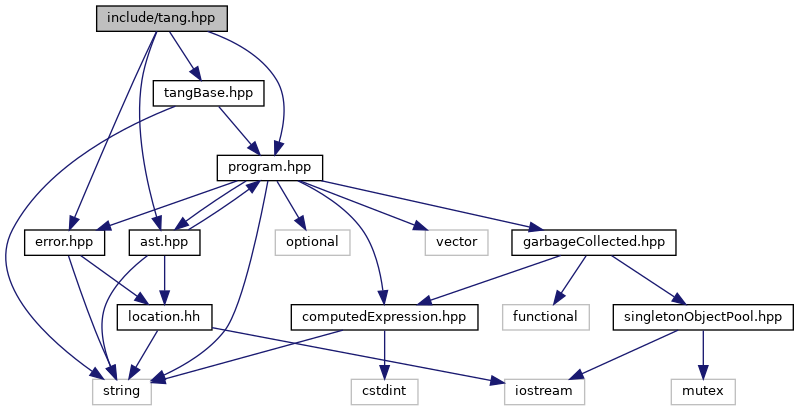 include/tang.hpp
tangBase.hpp
program.hpp
error.hpp
ast.hpp
optional
vector
garbageCollected.hpp
location.hh
computedExpression.hpp
functional
singletonObjectPool.hpp
string
cstdint
iostream
mutex